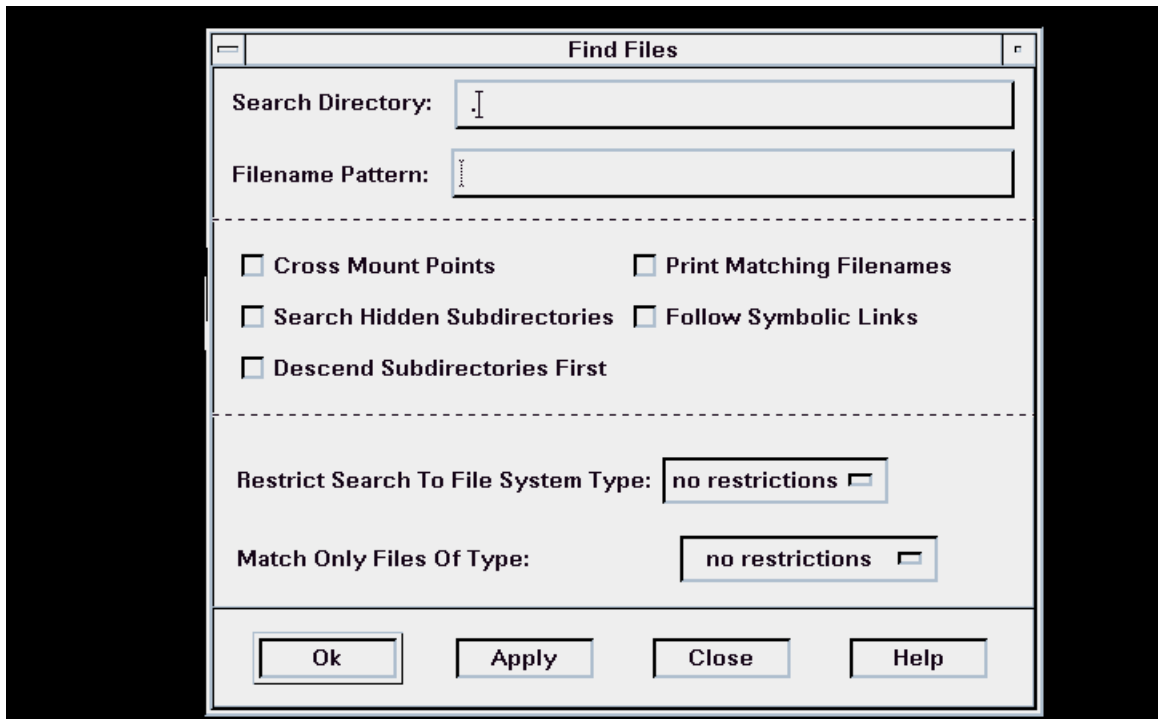 Find Files
Search Directory: .
Filename Pattern:
Cross Mount Points
Print Matching Filenames
Search Hidden Subdirectories
Follow Symbolic Links
Descend Subdirectories First
Restrict Search To File System Type: no restrictions
Match Only Files Of Type: no restrictions
Ok Apply Close Help